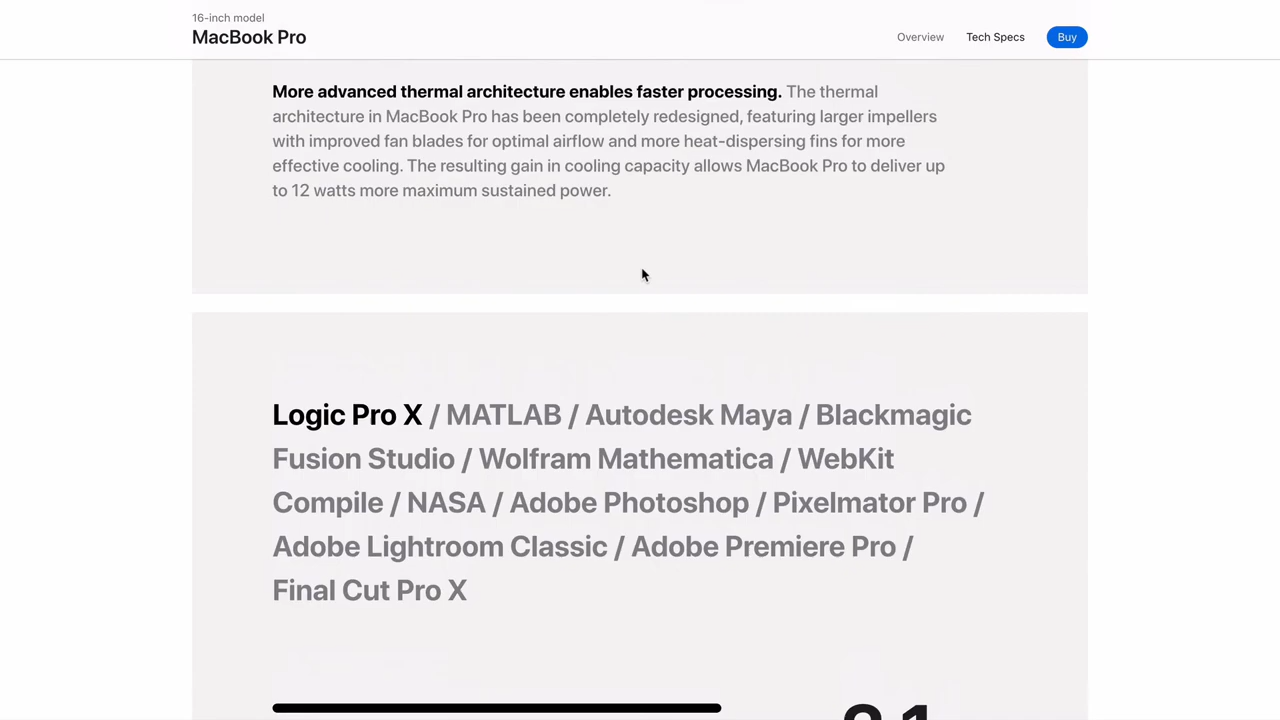 16-inch model
MacBook Pro
Overview
Tech Specs
Buy
More advanced thermal architecture enables faster processing. The thermal
architecture in MacBook Pro has been completely redesigned, featuring larger impellers
with improved fan blades for optimal airflow and more heat-dispersing fins for more
effective cooling. The resulting gain in cooling capacity allows MacBook Pro to deliver up
to 12 watts more maximum sustained power.
Logic Pro X / MATLAB / Autodesk Maya / Blackmagic
Fusion Studio / Wolfram Mathematica / WebKit
Compile / NASA / Adobe Photoshop / Pixelmator Pro /
Adobe Lightroom Classic / Adobe Premiere Pro /
Final Cut Pro X